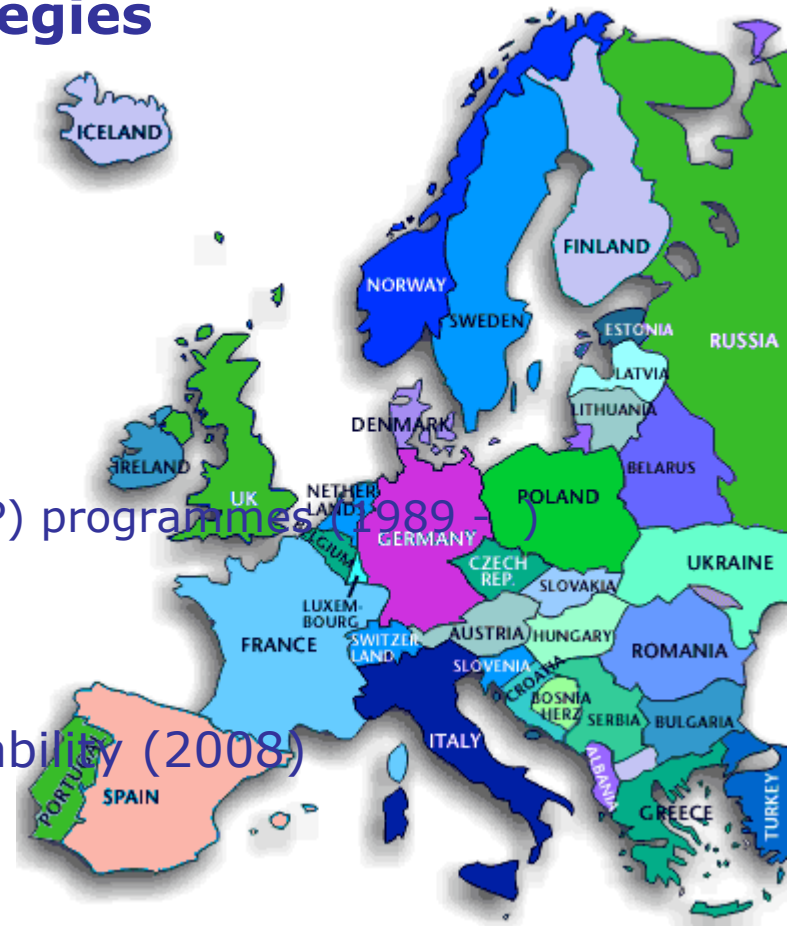 egies
ICELAND
FINLAND
NORWAY
SWEDEN
ESTONIA
RUSSIA
LATVIA
LITHUANIA
DENMARK
IRELAND
BELARUS
NETHER
LANDS
UK
POLAND
P) programmes (1989 - )
GERMANY
BELGIUM
CZECH
REP.
UKRAINE
SLOVAKIA
LUXEM-
BOURG
FRANCE
SWITZER
LAND
AUSTRIA
HUNGARY
ROMANIA
SLOVENIA
CROATIA
BOSNIA
HERZ
SERBIA
BULGARIA
ability (2008)
ITALY
PORTUGAL
SPAIN
ALBANIA
GREECE
TURKEY